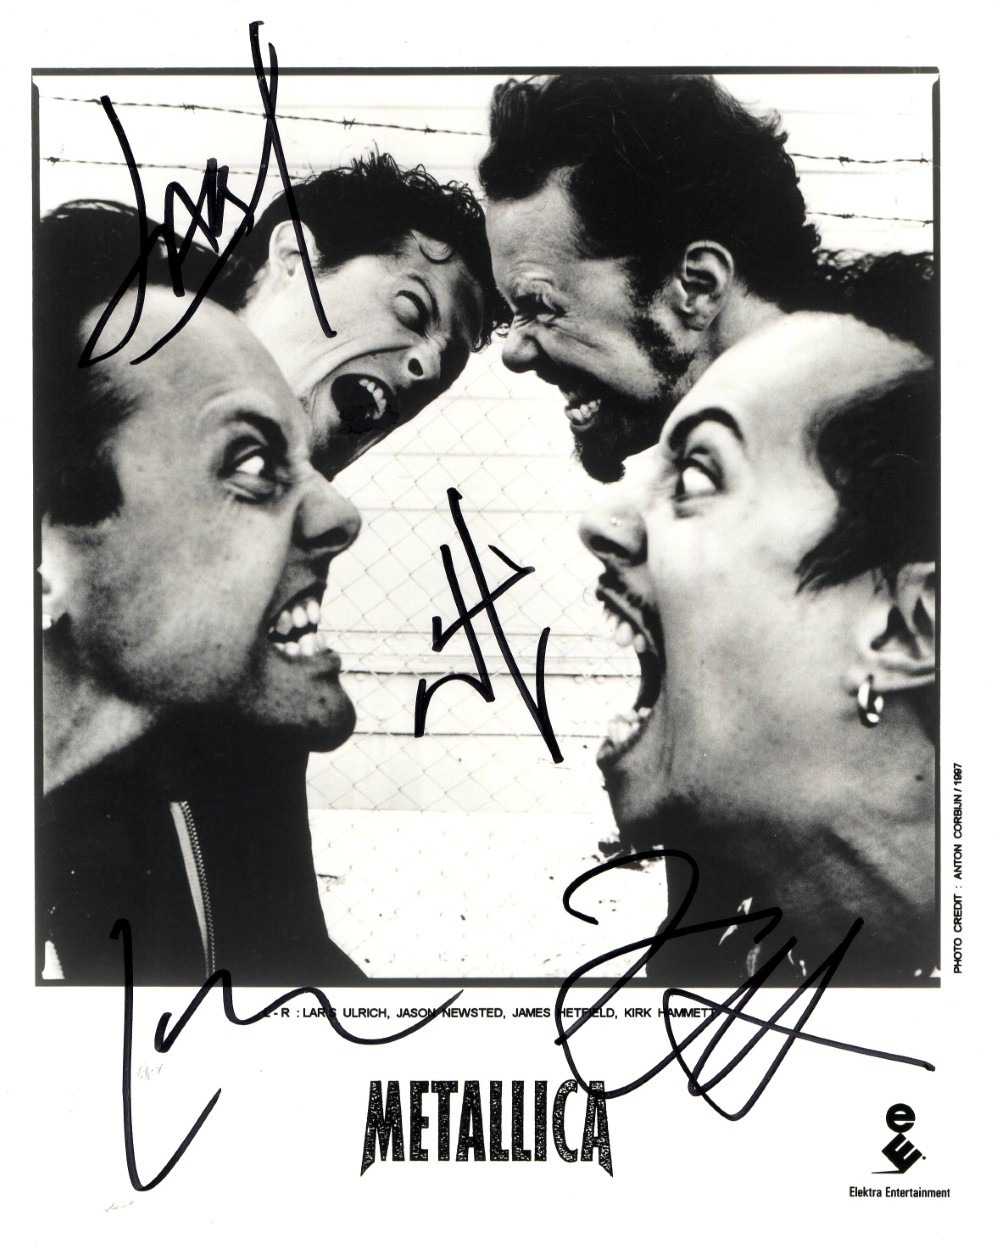 PHOTO CREDIT : ANTON CORBIJN / 1997
L - R : LARS ULRICH, JASON NEWSTED, JAMES HETFIELD, KIRK HAMMETT
METALLICA
e
E
Elektra Entertainment